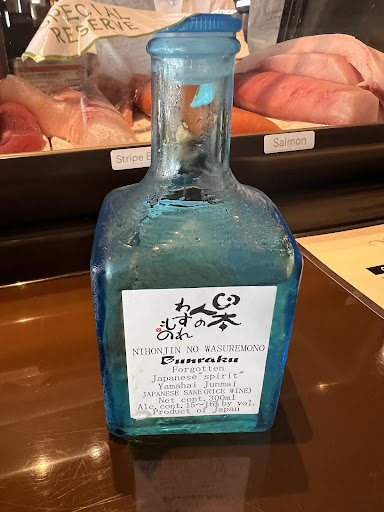 SPECIAL
RESERVE
Stripe B
Salmon
日本
人の
わすれ
もの
NIHONJIN NO WASUREMONO
Bunraku
Forgotten
Japanese"spirit"
Yamahai Junmai
JAPANESE SAKE(RICE WINE)
Net cont.300ml
Alc.cont.15~16%by vol.
Product of Japan